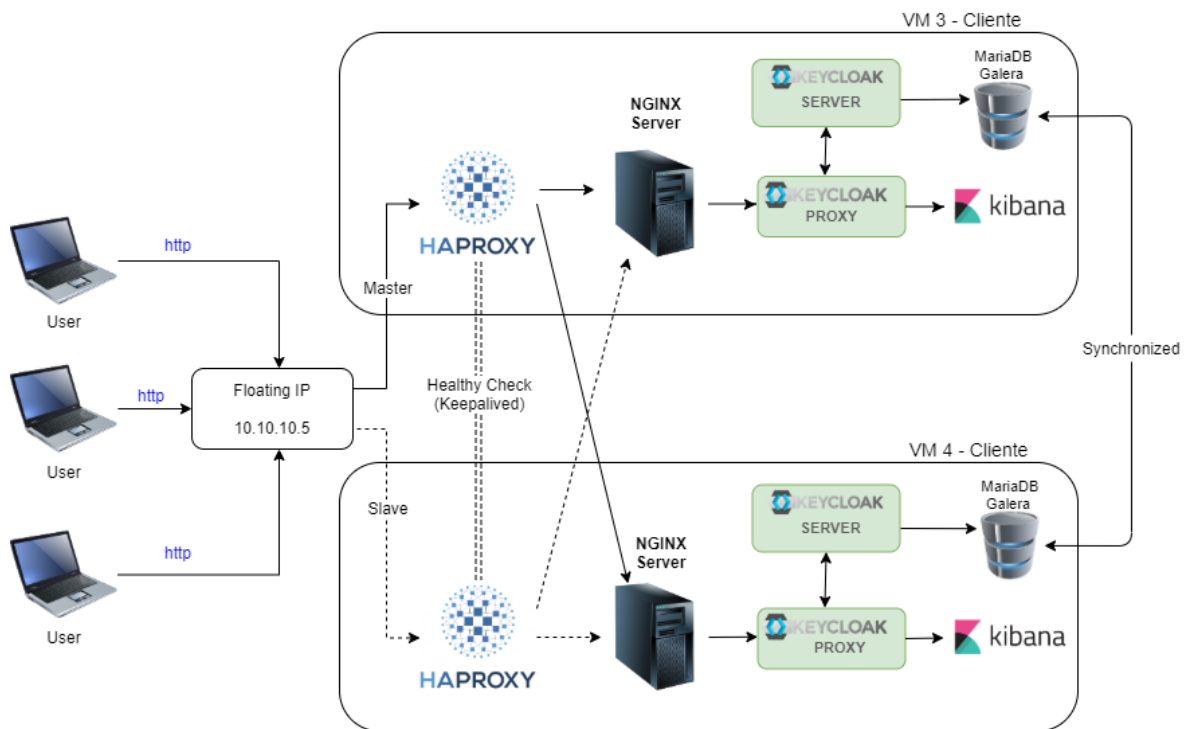 VM 3 - Cliente
KEYCLOAK
SERVER
MariaDB
Galera
NGINX
Server
HAPROXY
KEYCLOAK
PROXY
kibana
http
User
Master
Floating IP
10.10.10.5
http
User
Healthy Check
(Keepalived)
Synchronized
VM 4 - Cliente
Slave
KEYCLOAK
SERVER
MariaDB
Galera
NGINX
Server
http
User
HAPROXY
KEYCLOAK
PROXY
kibana